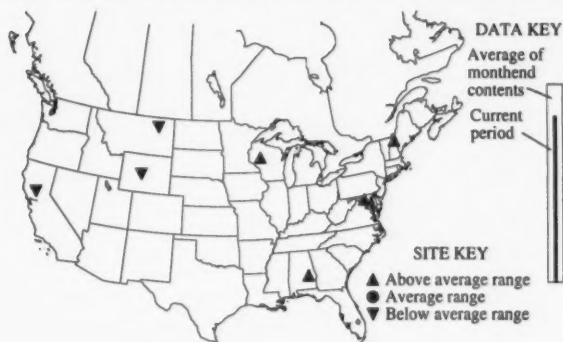 DATA KEY
Average of
monthend
contents
Current
period
SITE KEY
Above average range
Average range
Below average range